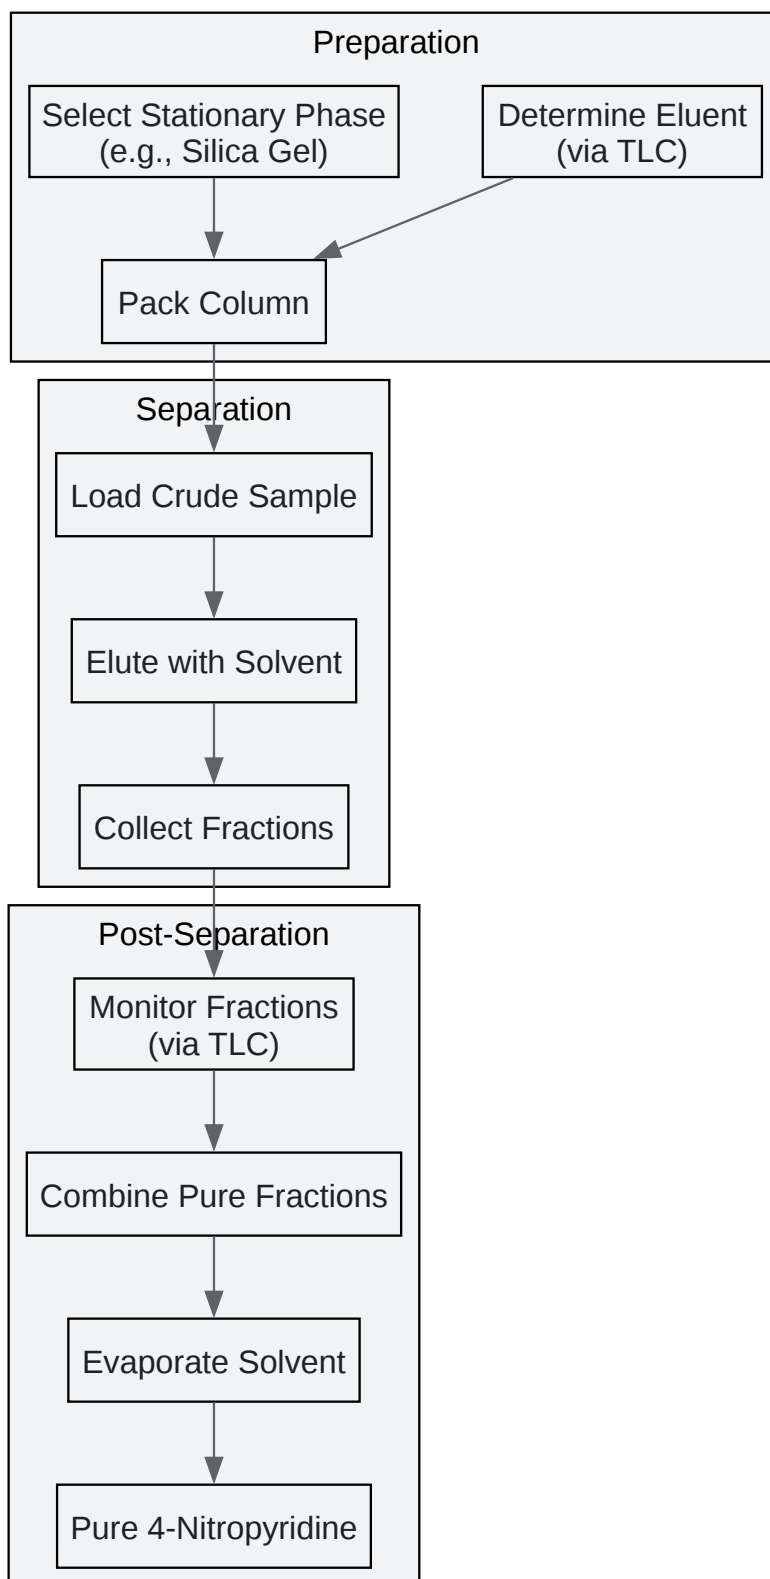 Preparation
Select Stationary Phase
(e.g., Silica Gel)
Determine Eluent
(via TLC)
Pack Column
Separation
Load Crude Sample
Elute with Solvent
Collect Fractions
Post-Separation
Monitor Fractions
(via TLC)
Combine Pure Fractions
Evaporate Solvent
Pure 4-Nitropyridine